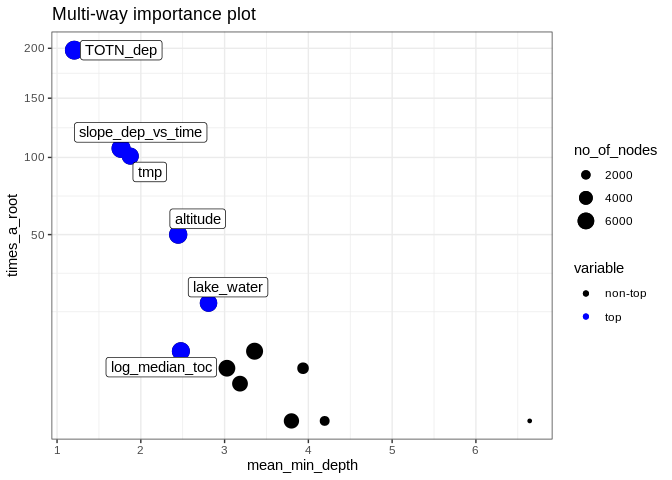 Multi-way importance plot
200
150
100
50
times_a_root
TOTN_dep
slope_dep_vs_time
tmp
altitude
lake_water
log_median_toc
1 2 3 4 5 6
mean_min_depth
no_of_nodes
2000
4000
6000
variable
non-top
top